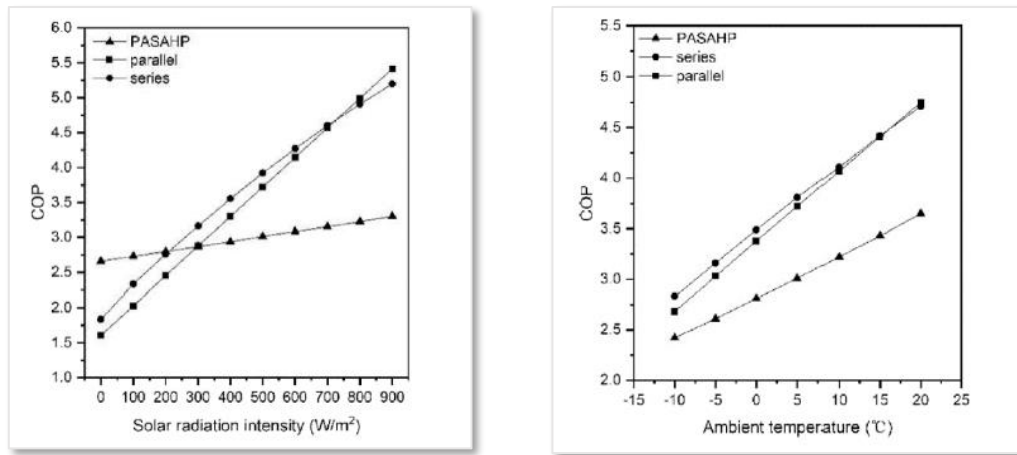 6.0
5.5
5.0
4.5
4.0
3.5
3.0
2.5
2.0
1.5
1.0
COP
PASAHP
parallel
series
0 100 200 300 400 500 600 700 800 900
Solar radiation intensity (W/m²)
5.5
5.0
4.5
4.0
3.5
3.0
2.5
2.0
COP
PASAHP
series
parallel
-15 -10 -5 0 5 10 15 20 25
Ambient temperature (℃)